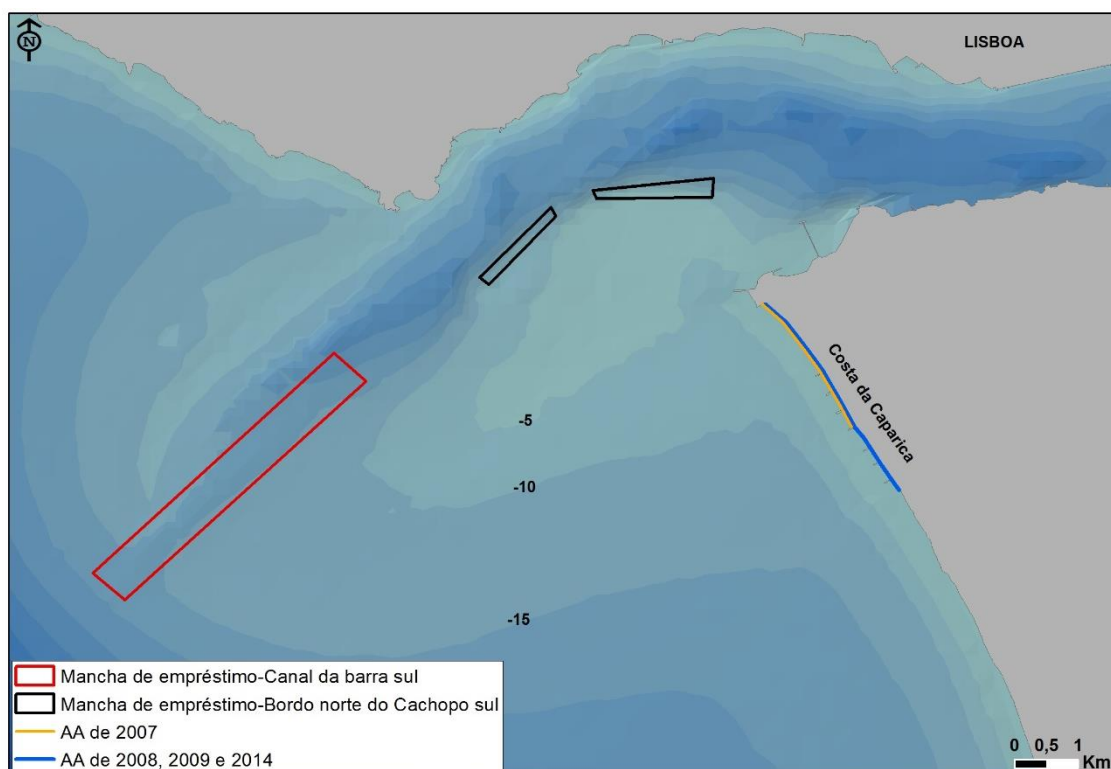 N
LISBOA
Costa da Caparica
-5
-10
-15
Mancha de empréstimo-Canal da barra sul
Mancha de empréstimo-Bordo norte do Cachopo sul
AA de 2007
AA de 2008, 2009 e 2014
0 0,5 1
Km